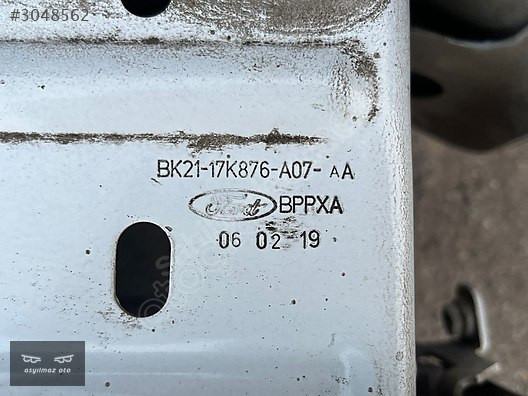 #3048562
BK21-17K876-A07-AA
Ford BPPXA
06 02 19
asyilmaz oto